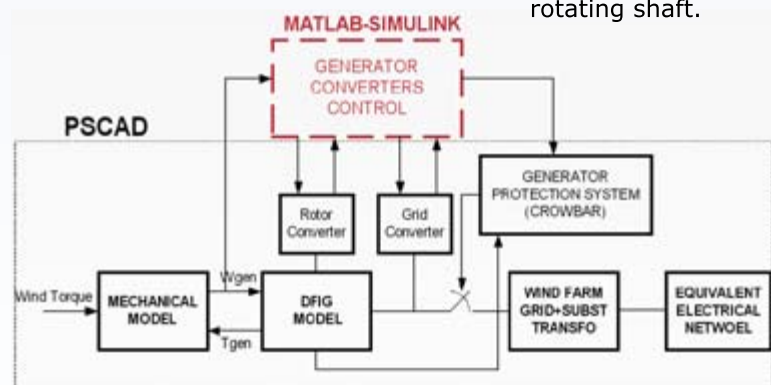 rotating shaft.
MATLAB-SIMULINK
GENERATOR
CONVERTERS
CONTROL
PSCAD
GENERATOR
PROTECTION SYSTEM
(CROWBAR)
Rotor
Converter
Grid
Converter
Wind Torque
MECHANICAL
MODEL
Wgen
Tgen
DFIG
MODEL
WIND FARM
GRID+SUBST
TRANSFO
EQUIVALENT
ELECTRICAL
NETWOEL